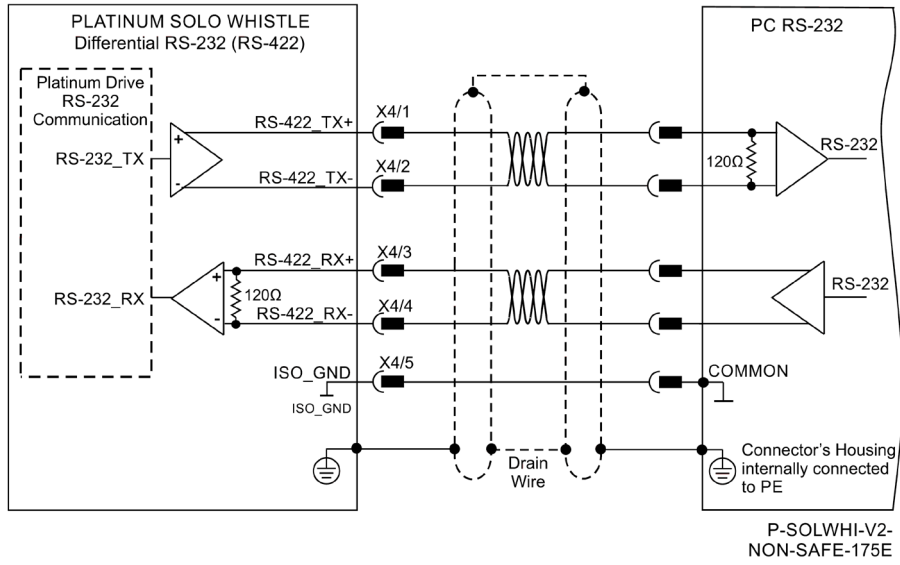 PLATINUM SOLO WHISTLE
Differential RS-232 (RS-422)
PC RS-232
Platinum Drive
RS-232
Communication
RS-232_TX
+
-
RS-422_TX+
X4/1
RS-422_TX-
X4/2
120Ω
RS-232
RS-232_RX
+
-
120Ω
RS-422_RX+
X4/3
RS-422_RX-
X4/4
RS-232
ISO_GND
X4/5
ISO_GND
COMMON
Drain
Wire
Connector's Housing
internally connected
to PE
P-SOLWHI-V2-
NON-SAFE-175E